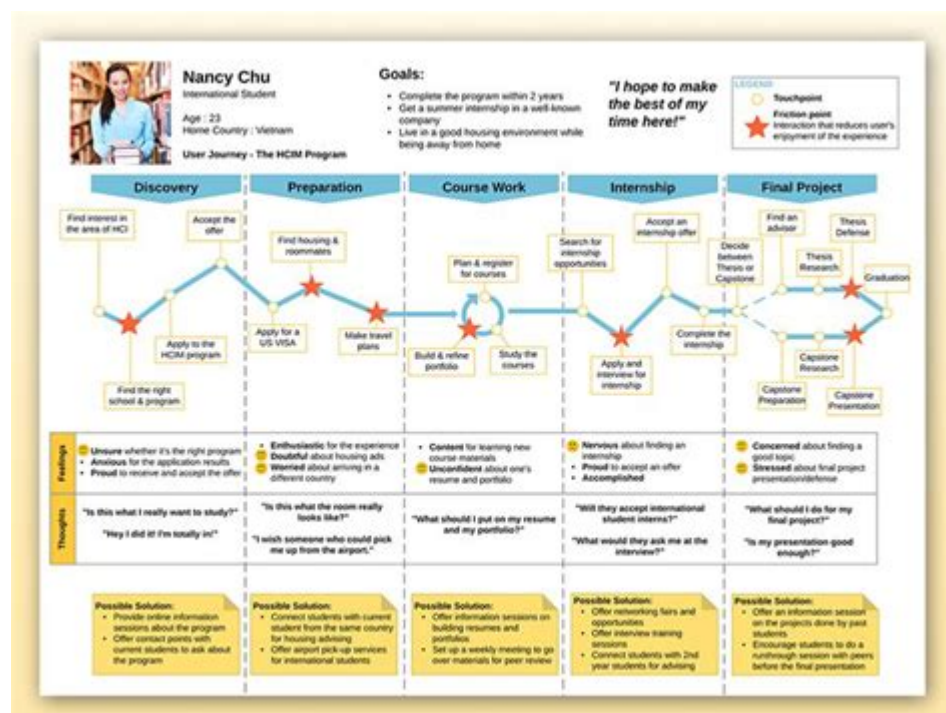 Nancy Chu
International Student
Age : 23
Home Country : Vietnam
User Journey - The HCIM Program
Goals:
• Complete the program within 2 years
• Get a summer internship in a well-known
company
• Live in a good housing environment while
being away from home
"I hope to make
the best of my
time here!"
LEGEND
Touchpoint
Friction point
Interaction that reduces user's
enjoyment of the experience
Discovery
Preparation
Course Work
Internship
Final Project
Find interest in
the area of HCI
Accept the
offer
Apply to the
HCIM program
Find the right
school & program
Find housing &
roommates
Apply for a
US VISA
Make travel
plans
Plan & register
for courses
Build & refine
portfolio
Study the
courses
Search for
internship
opportunities
Accept an
internship offer
Apply and
interview for
internship
Complete the
internship
Decide
between
Thesis or
Capstone
Find an
advisor
Thesis
Research
Thesis
Defense
Graduation
Capstone
Preparation
Capstone
Research
Capstone
Presentation
Feelings
Unsure whether it's the right program
• Anxious for the application results
• Proud to receive and accept the offer
• Enthusiastic for the experience
Doubtful about housing ads
Worried about arriving in a
different country
• Content for learning new
course materials
Unconfident about one's
resume and portfolio
Nervous about finding an
internship
• Proud to accept an offer
• Accomplished
Concerned about finding a
good topic
Stressed about final project
presentation/defense
Thoughts
"Is this what I really want to study?"
"Hey I did it! I'm totally in!"
"Is this what the room really
looks like?"
"I wish someone who could pick
me up from the airport."
"What should I put on my resume
and my portfolio?"
"Will they accept international
student interns?"
"What would they ask me at the
interview?"
"What should I do for my
final project?"
"Is my presentation good
enough?"
Possible Solution:
• Provide online information
sessions about the program
• Offer contact points with
current students to ask about
the program
Possible Solution:
• Connect students with current
student from the same country
for housing advising
• Offer airport pick-up services
for international students
Possible Solution:
• Offer information sessions on
building resumes and
portfolios
• Set up a weekly meeting to go
over materials for peer review
Possible Solution:
• Offer networking fairs and
opportunities
• Offer interview training
sessions
• Connect students with 2nd
year students for advising
Possible Solution:
• Offer an information session
on the projects done by past
students
• Encourage students to do a
runthrough session with peers
before the final presentation